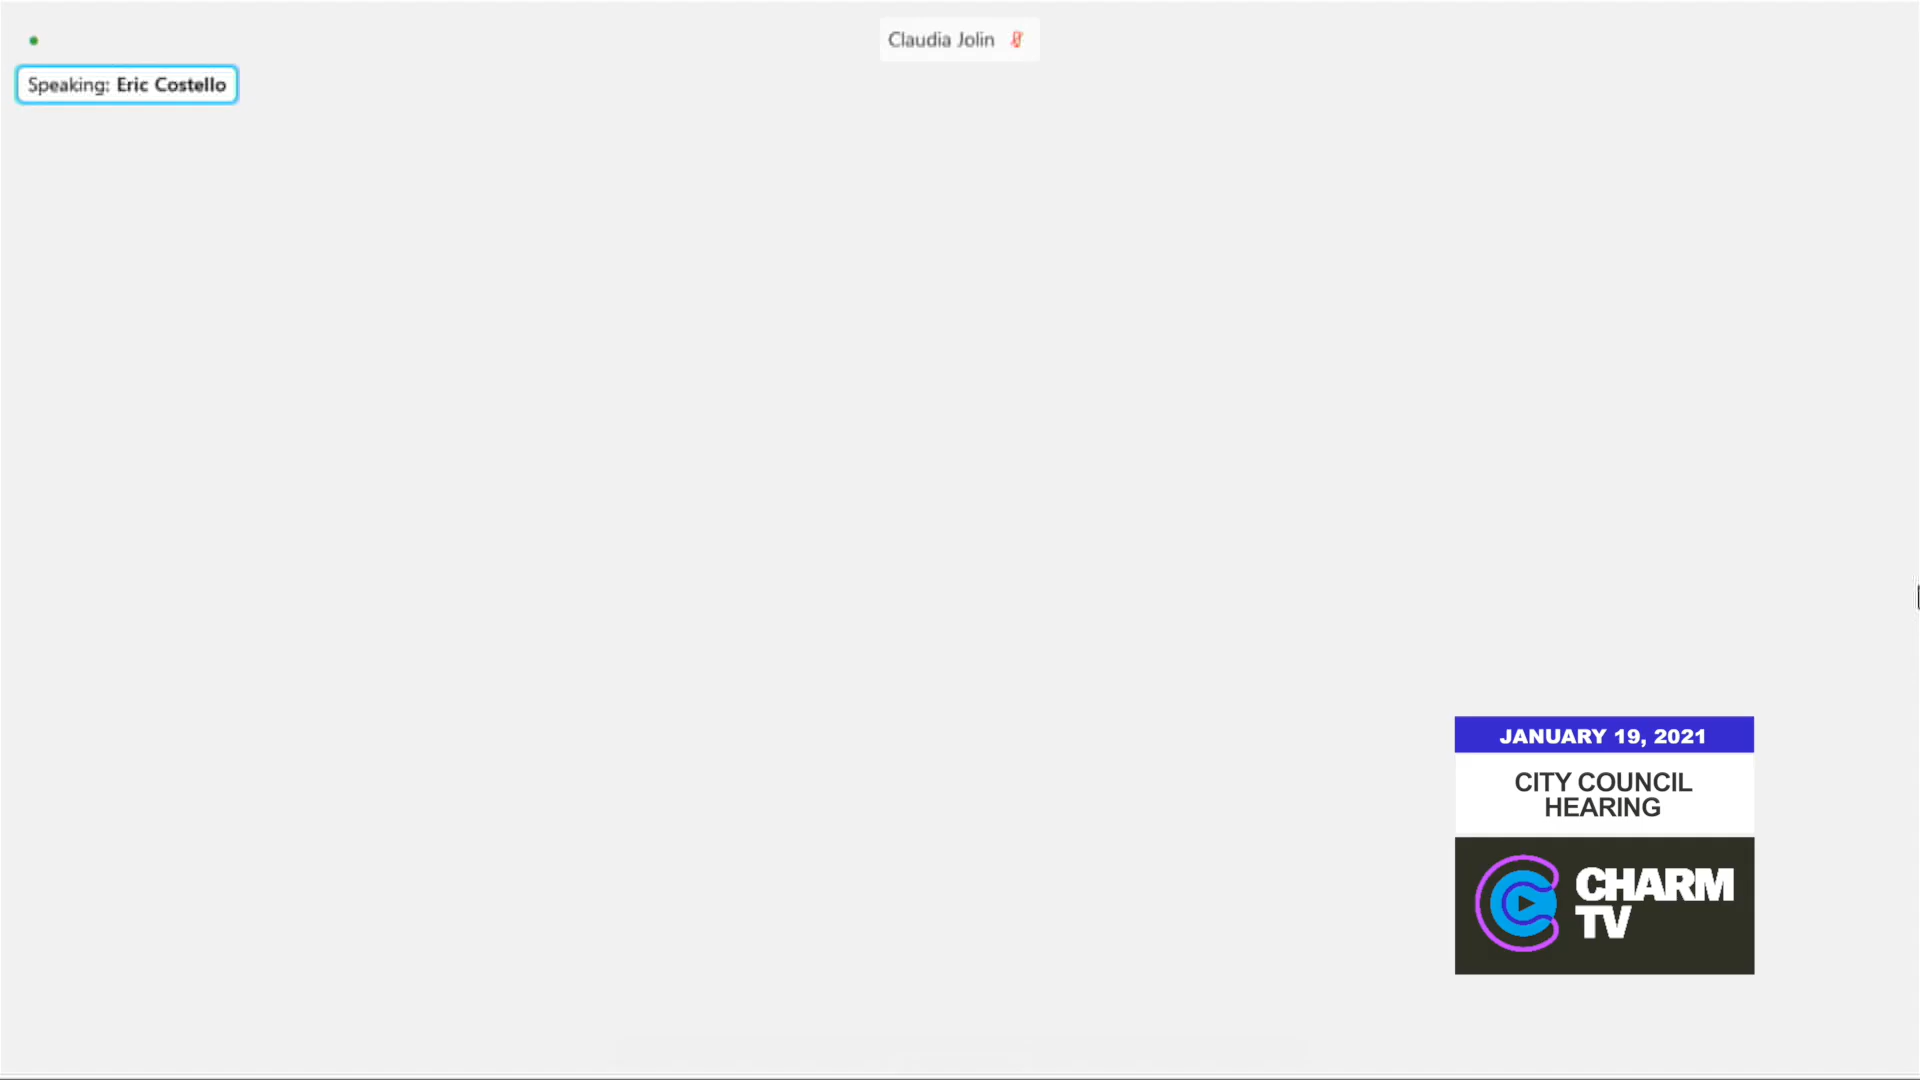 Claudia Jolin
Speaking: Eric Costello
JANUARY 19, 2021
CITY COUNCIL
HEARING
CHARM
TV